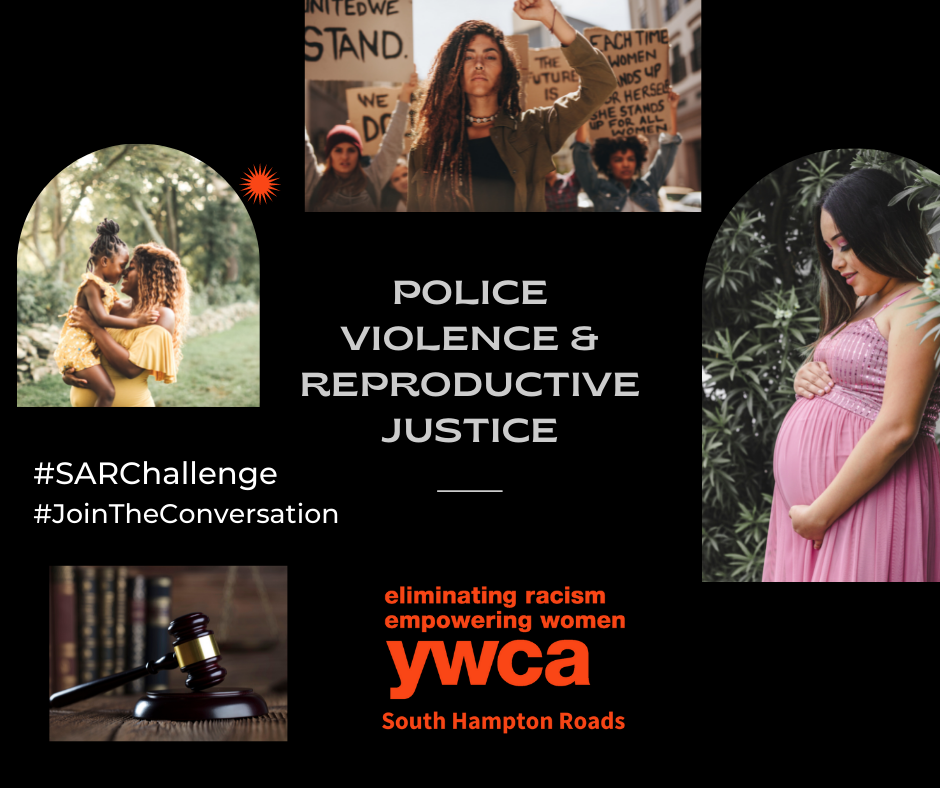 UNITED WE
STAND.
WE
THE
FUTURE
IS
EACH TIME
WOMEN
UP
FOR HERSELF
SHE STANDS
UP FOR ALL
WOMEN
POLICE
VIOLENCE &
REPRODUCTIVE
JUSTICE
#SARChallenge
#JoinTheConversation
eliminating racism
empowering women
ywca
South Hampton Roads